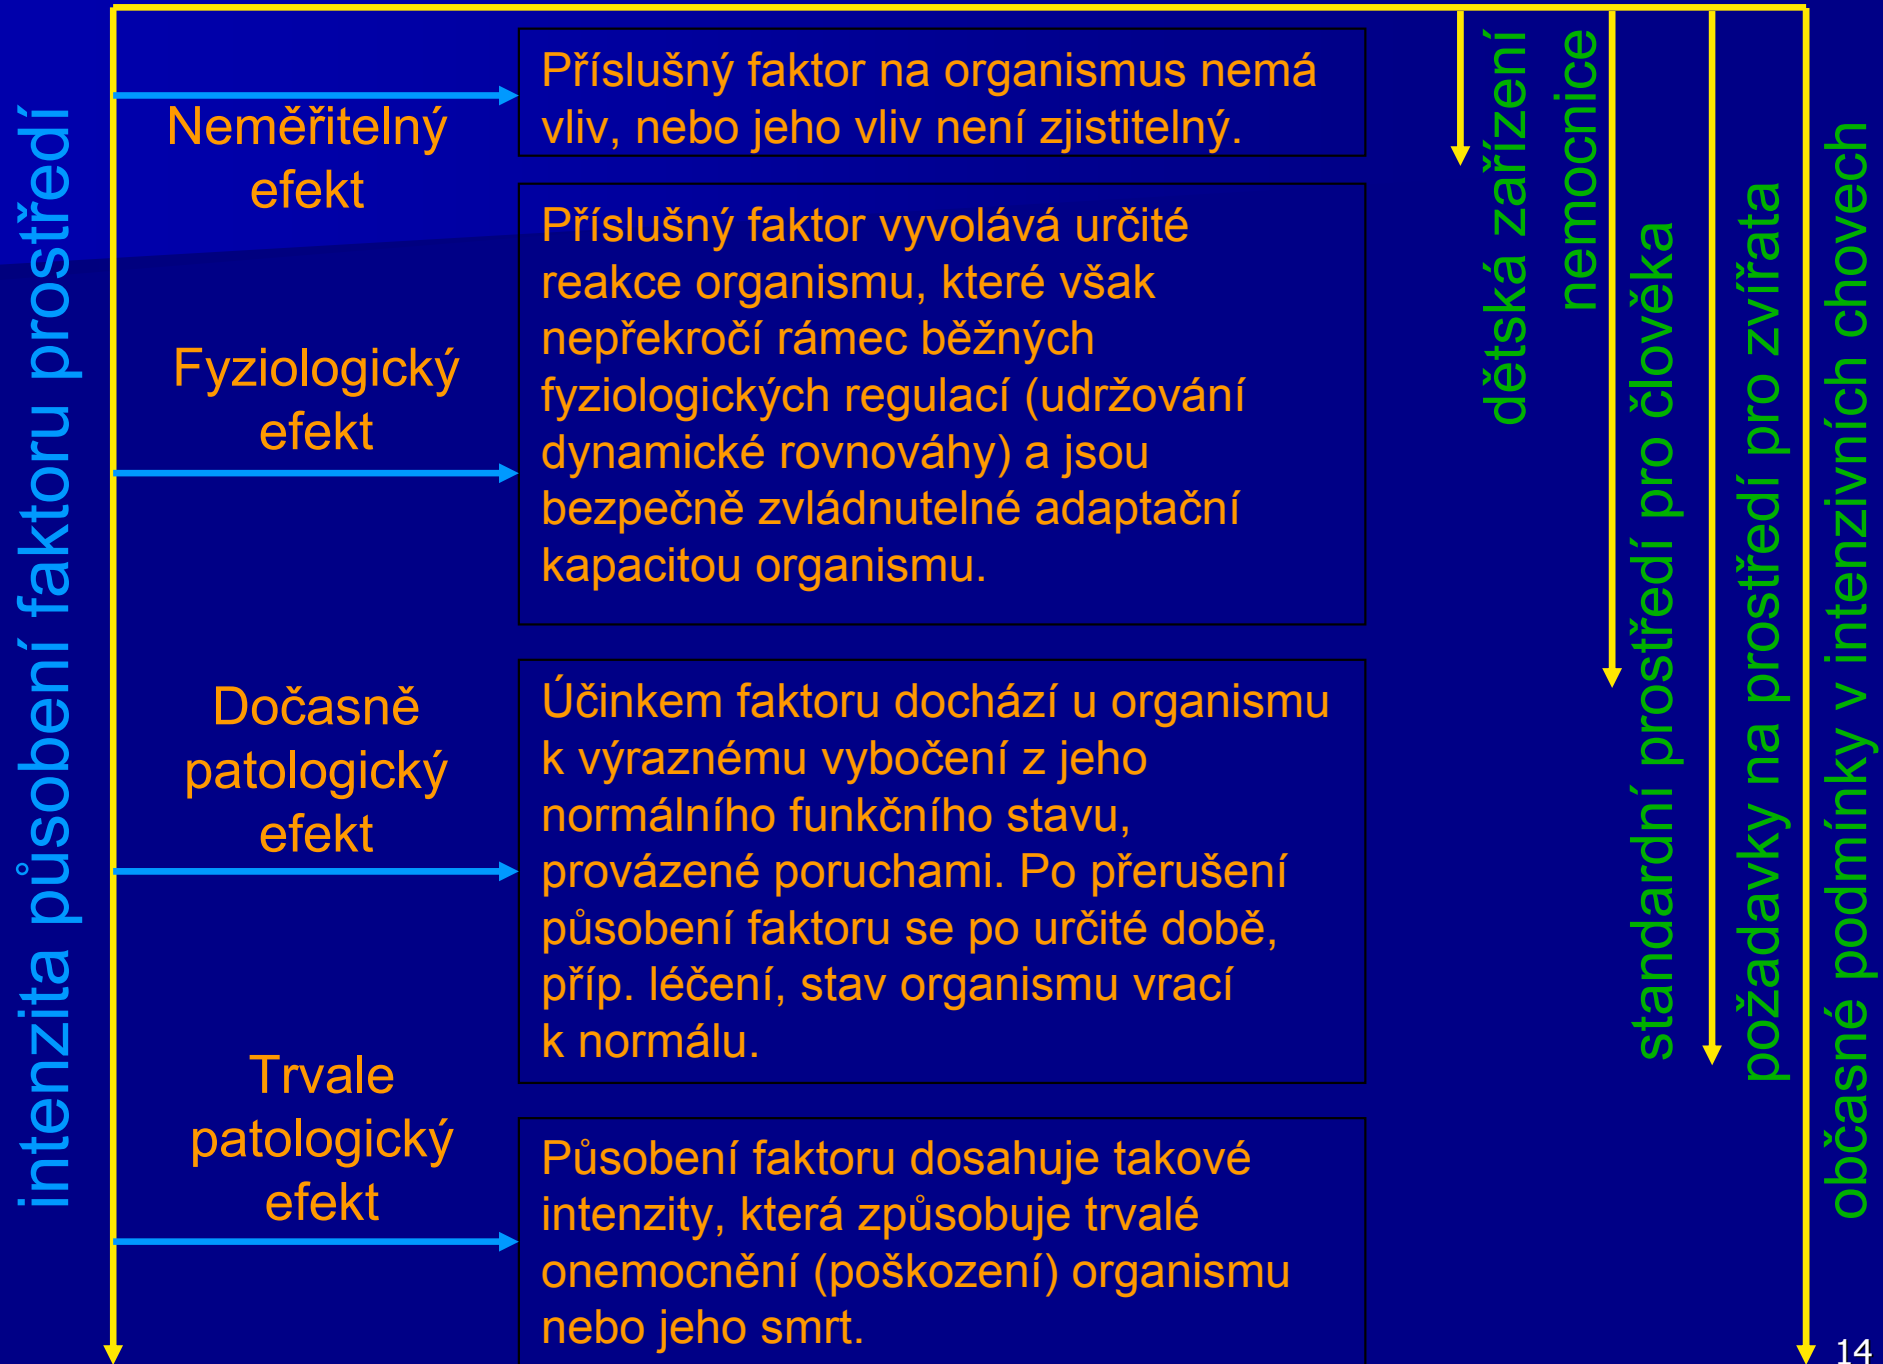 intenzita působení faktoru prostředí
Neměřitelný
efekt
Příslušný faktor na organismus nemá
vliv, nebo jeho vliv není zjistitelný.
Fyziologický
efekt
Příslušný faktor vyvolává určité
reakce organismu, které však
nepřekročí rámec běžných
fyziologických regulací (udržování
dynamické rovnováhy) a jsou
bezpečně zvládnutelné adaptační
kapacitou organismu.
Dočasně
patologický
efekt
Účinkem faktoru dochází u organismu
k výraznému vybočení z jeho
normálního funkčního stavu,
provázené poruchami. Po přerušení
působení faktoru se po určité době,
příp. léčení, stav organismu vrací
k normálu.
Trvale
patologický
efekt
Působení faktoru dosahuje takové
intenzity, která způsobuje trvalé
onemocnění (poškození) organismu
nebo jeho smrt.
dětská zařízení
nemocnice
standardní prostředí pro člověka
požadavky na prostředí pro zvířata
občasné podmínky v intenzivních chovech
14